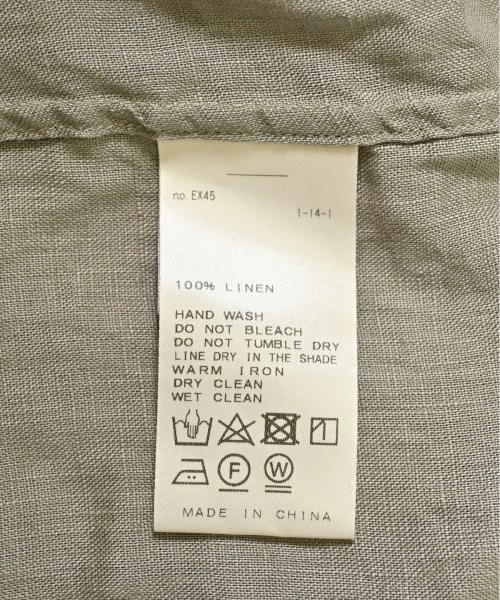 no. EX45
1-14-1
100% LINEN
HAND WASH
DO NOT BLEACH
DO NOT TUMBLE DRY
LINE DRY IN THE SHADE
WARM IRON
DRY CLEAN
WET CLEAN
F W
MADE IN CHINA